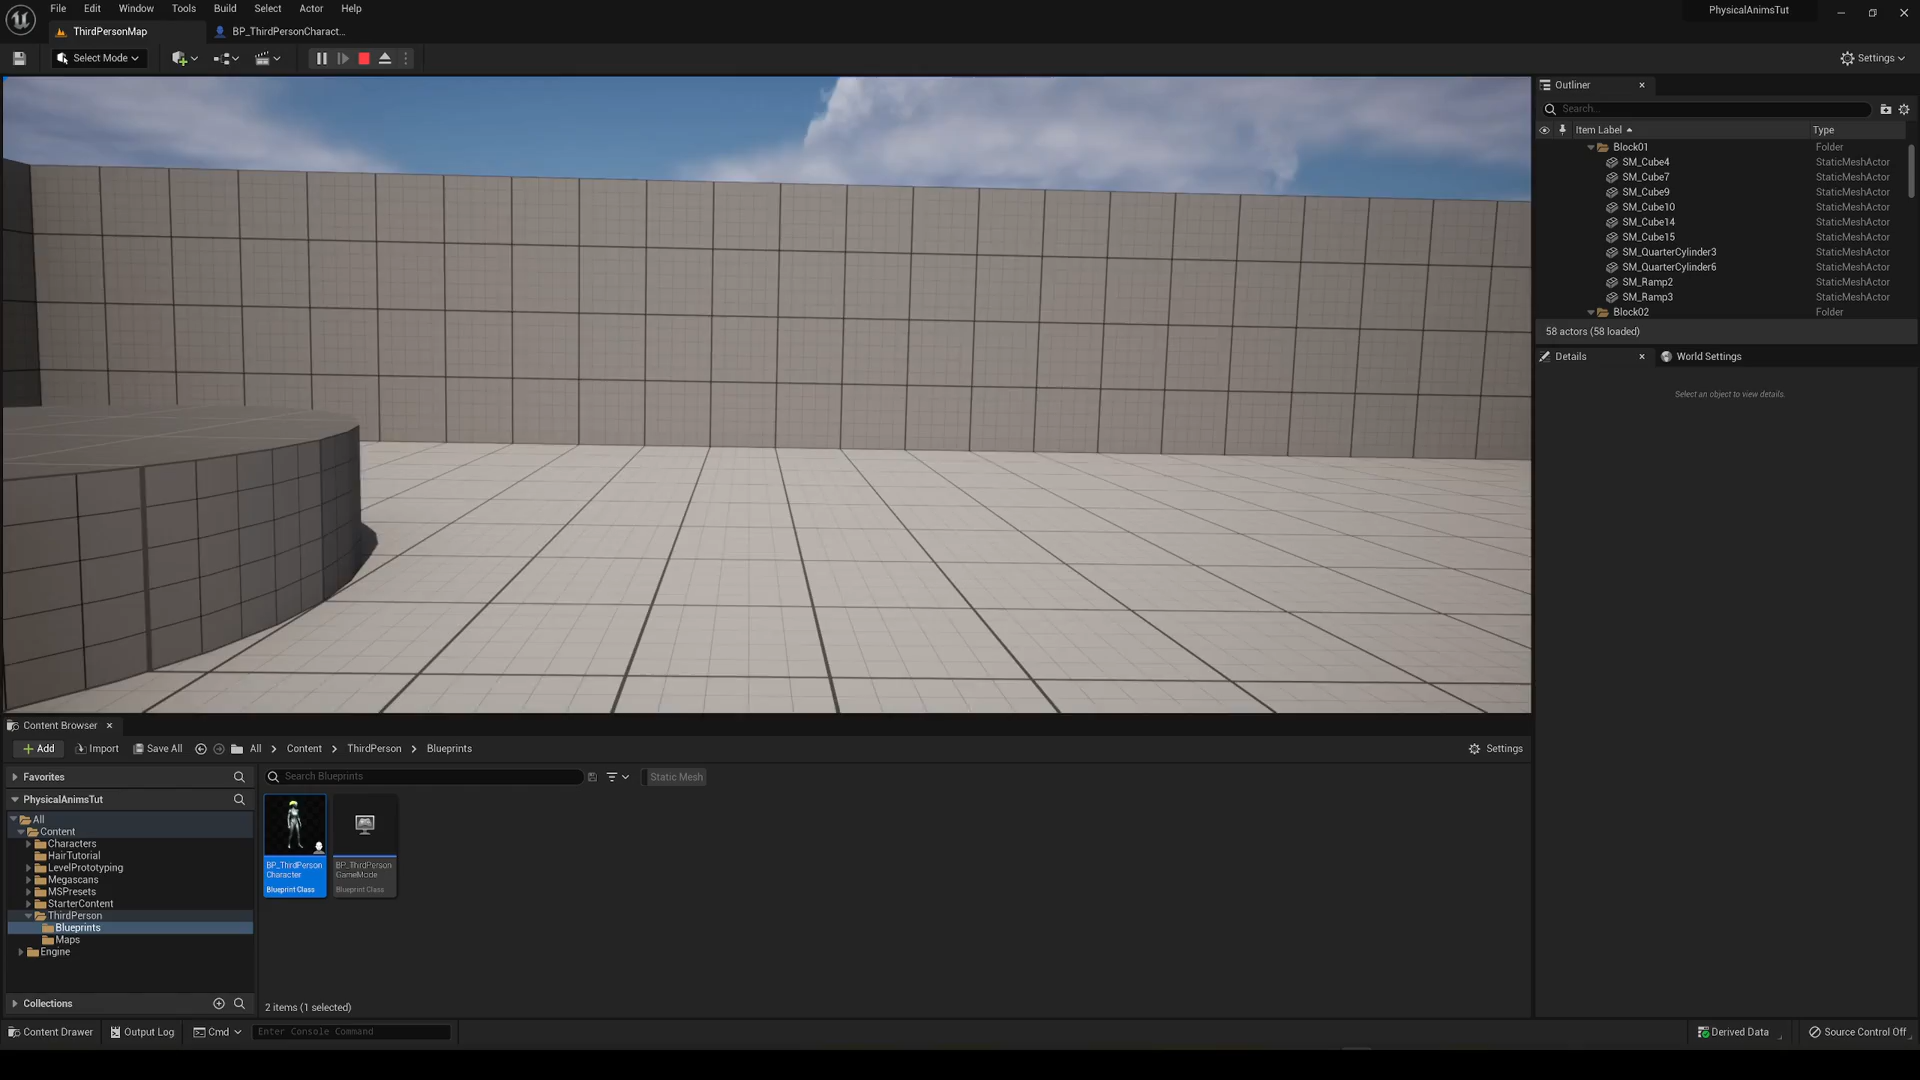 File Edit Window Tools Build Select Actor Help
PhysicalAnimsTut
ThirdPersonMap
BP_ThirdPersonCharact...
Select Mode
Settings
Outliner
Search...
Item Label Type
Block01 Folder
SM_Cube4 StaticMeshActor
SM_Cube7 StaticMeshActor
SM_Cube9 StaticMeshActor
SM_Cube10 StaticMeshActor
SM_Cube14 StaticMeshActor
SM_Cube15 StaticMeshActor
SM_QuarterCylinder3 StaticMeshActor
SM_QuarterCylinder6 StaticMeshActor
SM_Ramp2 StaticMeshActor
SM_Ramp3 StaticMeshActor
Block02 Folder
58 actors (58 loaded)
Details
World Settings
Select an object to view details.
Content Browser
Add Import Save All All Content ThirdPerson Blueprints
Settings
Favorites
Search Blueprints
Static Mesh
PhysicalAnimsTut
All
Content
Characters
HairTutorial
LevelPrototyping
Megascans
MSPresets
StarterContent
ThirdPerson
Blueprints
Maps
Engine
BP_ThirdPerson
Character
Blueprint Class
BP_ThirdPerson
GameMode
Blueprint Class
2 items (1 selected)
Collections
Content Drawer Output Log Cmd Enter Console Command
Derived Data
Source Control Off